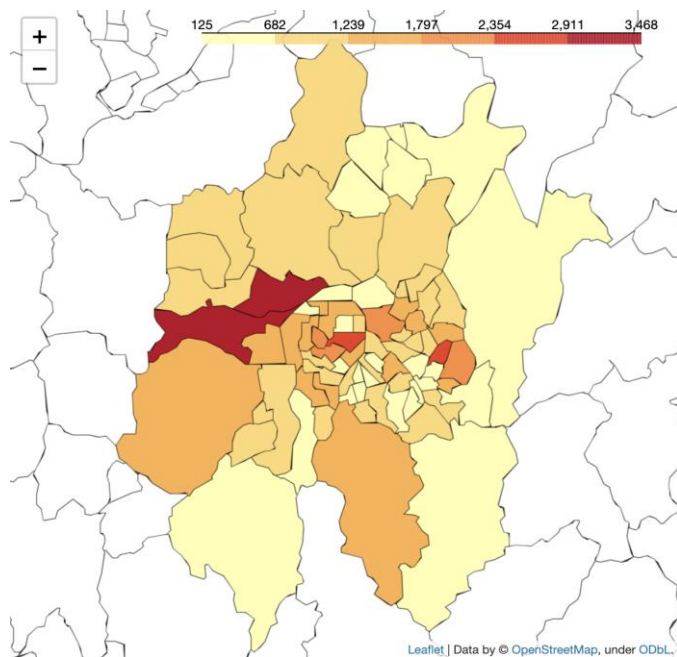 +
125 682 1,239 1,797 2,354 2,911 3,468
−
Leaflet | Data by © OpenStreetMap, under ODbL.